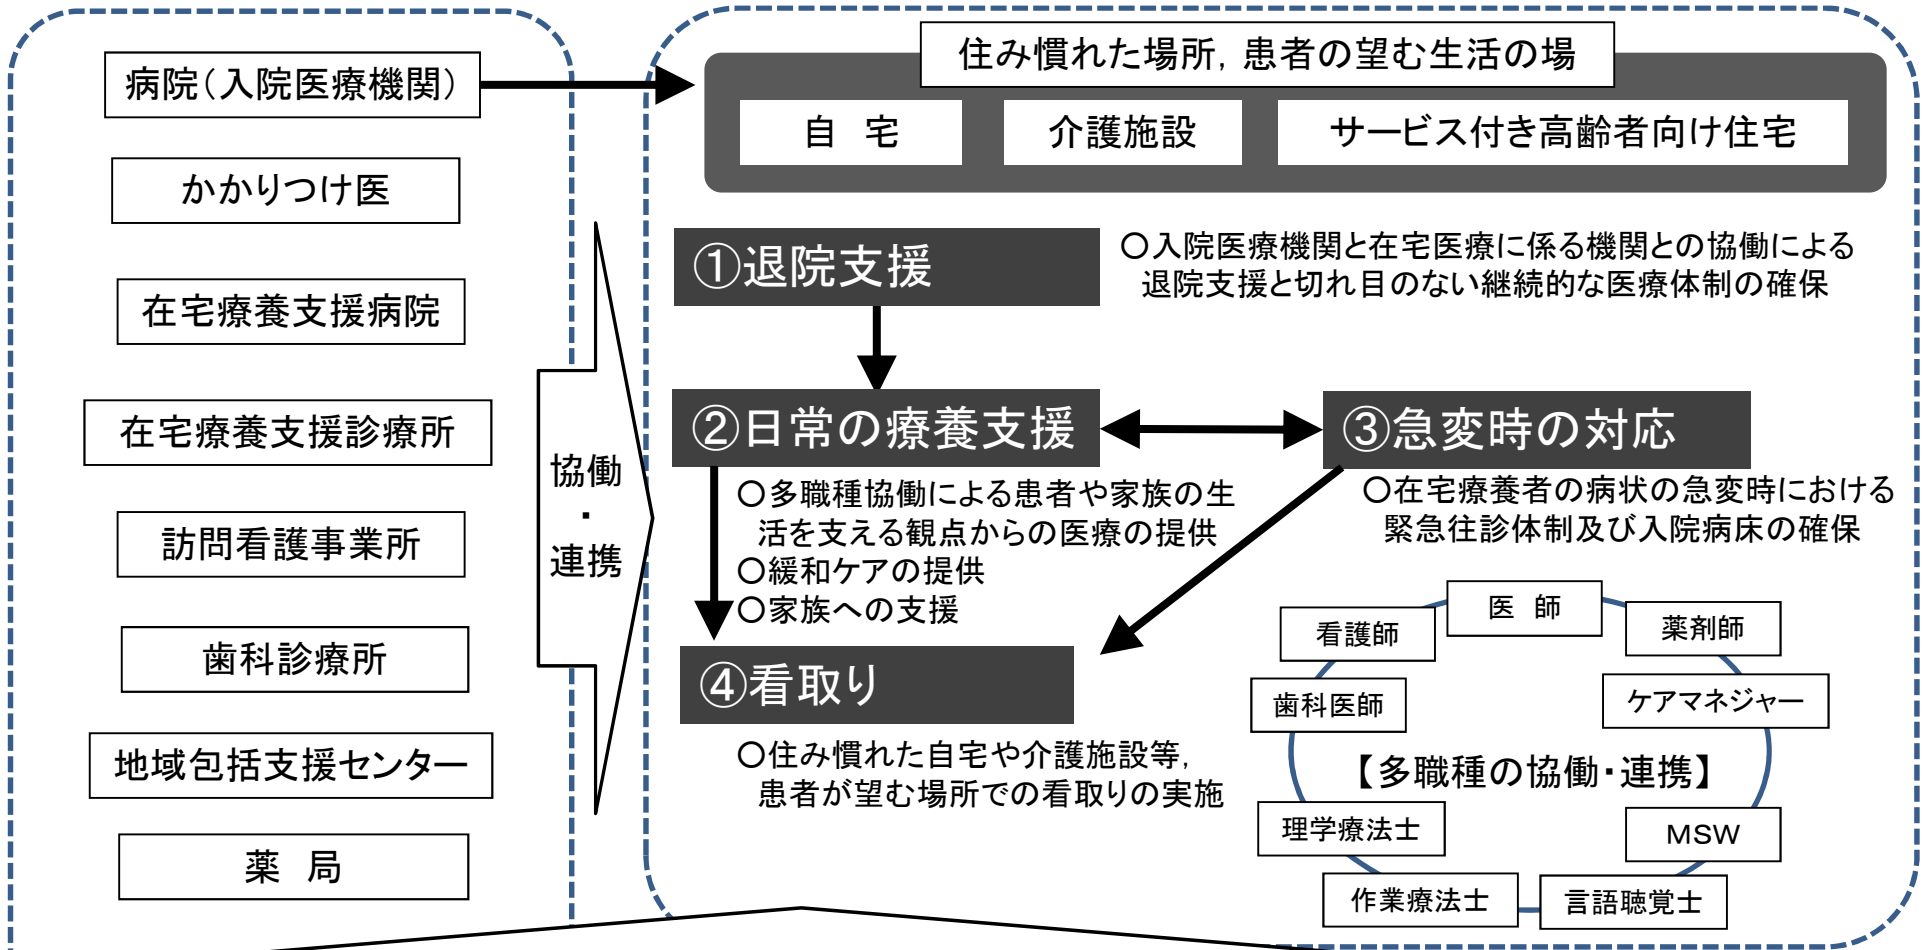 病院（入院医療機関）
かかりつけ医
在宅療養支援病院
在宅療養支援診療所
訪問看護事業所
歯科診療所
地域包括支援センター
薬　局
協働
・
連携
住み慣れた場所，患者の望む生活の場
自　宅
介護施設
サービス付き高齢者向け住宅
①退院支援
○入院医療機関と在宅医療に係る機関との協働による
退院支援と切れ目のない継続的な医療体制の確保
②日常の療養支援
○多職種協働による患者や家族の生
活を支える観点からの医療の提供
○緩和ケアの提供
○家族への支援
③急変時の対応
○在宅療養者の病状の急変時における
緊急往診体制及び入院病床の確保
④看取り
○住み慣れた自宅や介護施設等，
患者が望む場所での看取りの実施
医　師
看護師
薬剤師
歯科医師
ケアマネジャー
【多職種の協働・連携】
理学療法士
MSW
作業療法士
言語聴覚士